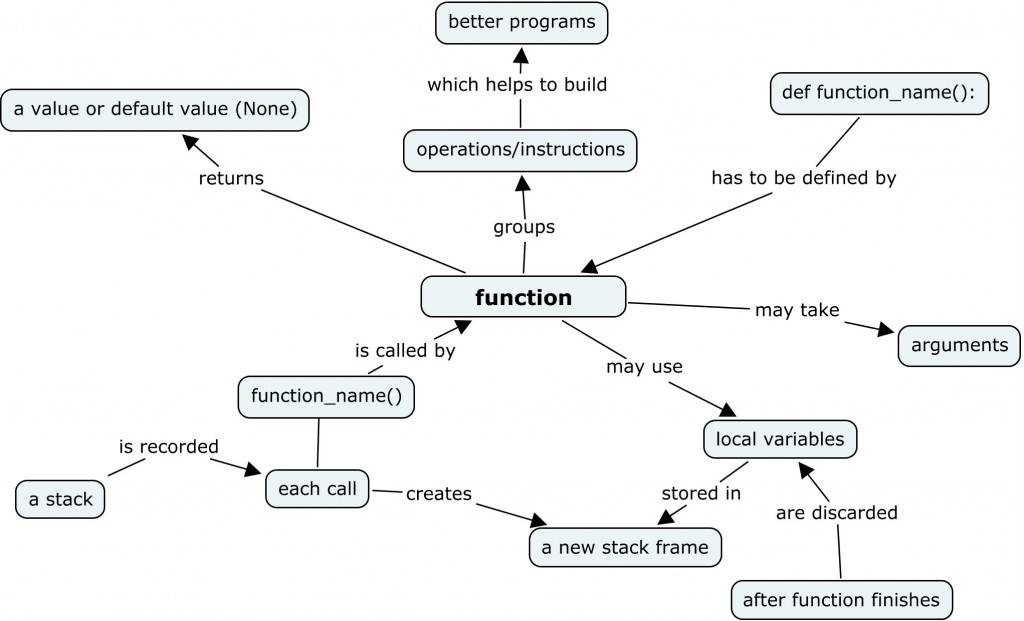 better programs
which helps to build
def function_name():
a value or default value (None)
operations/instructions
returns
has to be defined by
groups
function
may take
arguments
is called by
may use
function_name()
local variables
is recorded
each call
a stack
creates
stored in
are discarded
a new stack frame
after function finishes